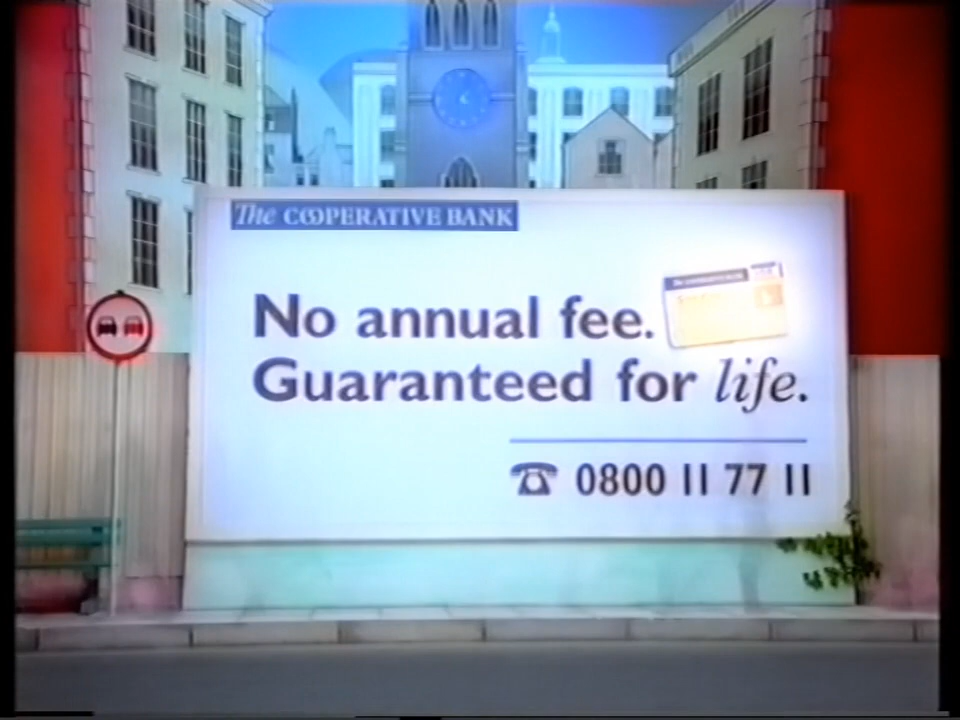 The COOPERATIVE BANK
No annual fee.
Guaranteed for life.
0800 11 77 11